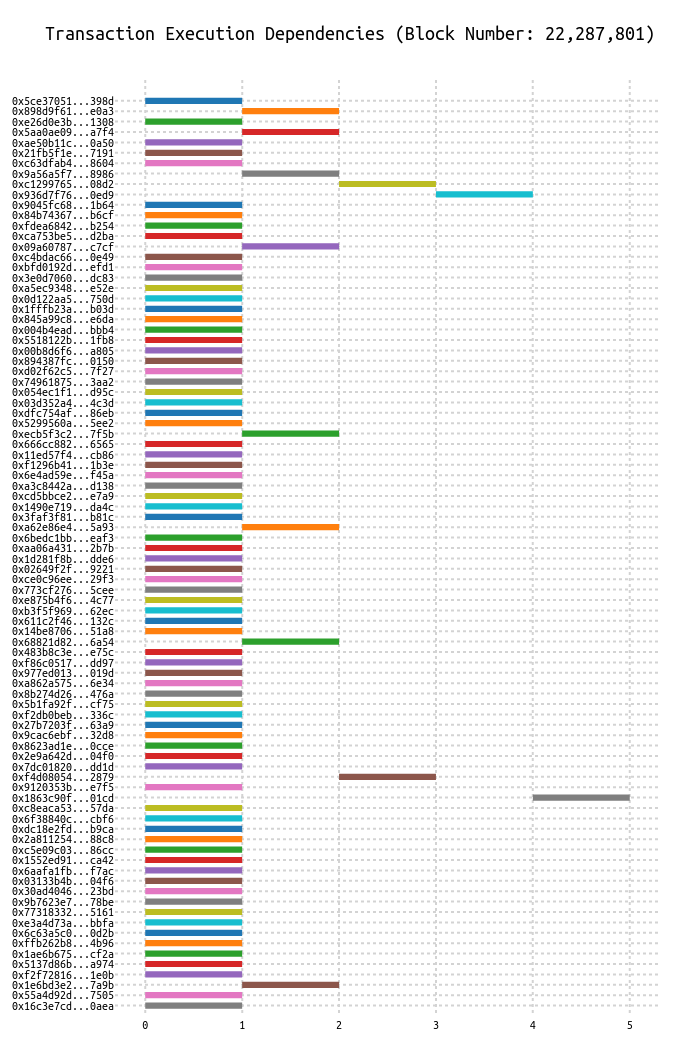 Transaction Execution Dependencies (Block Number: 22,287,801)
0x5ce37051...398d
0x898d9f61...e0a3
0xe26d0e3b...1308
0x5aa0ae09...a7f4
0xae50b11c...0a50
0x21fb5f1e...7191
0xc63dfab4...8604
0x9a56a5f7...8986
0xc1299765...08d2
0x936d7f76...0ed9
0x9045fc68...1b64
0x84b74367...b6cf
0xfdea6842...b254
0xca753be5...d2ba
0x09a60787...c7cf
0xc4bdac66...0e49
0xbfd0192d...efd1
0x3e0d7060...dc83
0xa5ec9348...e52e
0x0d122aa5...750d
0x1fffb23a...b03d
0x845a99c8...e6da
0x004b4ead...bbb4
0x5518122b...1fb8
0x00b8d6f6...a805
0x894387fc...0150
0xd02f62c5...7f27
0x74961875...3aa2
0x054ec1f1...d95c
0x03d352a4...4c3d
0xdfc754af...86eb
0x5299560a...5ee2
0xecb5f3c2...7f5b
0x666cc882...6565
0x11ed57f4...cb86
0xf1296b41...1b3e
0x6e4ad59e...f45a
0xa3c8442a...d138
0xcd5bbce2...e7a9
0x1490e719...da4c
0x3faf3f81...b81c
0xa62e86e4...5a93
0x6bedc1bb...eaf3
0xaa06a431...2b7b
0x1d281f8b...dde6
0x02649f2f...9221
0xce0c96ee...29f3
0x773cf276...5cee
0xe875b4f6...4c77
0xb3f5f969...62ec
0x611c2f46...132c
0x14be8706...51a8
0x68821d82...6a54
0x483b8c3e...e75c
0xf86c0517...dd97
0x977ed013...019d
0xa862a575...6e34
0x8b274d26...476a
0x5b1fa92f...cf75
0xf2db0beb...336c
0x27b7203f...63a9
0x9cac6ebf...32d8
0x8623ad1e...0cce
0x2e9a642d...04f0
0x7dc01820...dd1d
0xf4d08054...2879
0x9120353b...e7f5
0x1863c90f...01cd
0xc8eaca53...57da
0x6f38840c...cbf6
0xdc18e2fd...b9ca
0x2a811254...88c8
0xc5e09c03...86cc
0x1552ed91...ca42
0x6aafa1fb...f7ac
0x03133b4b...04f6
0x30ad4046...23bd
0x9b7623e7...78be
0x77318332...5161
0xe3a4d73a...bbfa
0x6c63a5c0...0d2b
0xffb262b8...4b96
0x1ae6b675...cf2a
0x5137d86b...a974
0xf2f72816...1e0b
0x1e6bd3e2...7a9b
0x55a4d92d...7505
0x16c3e7cd...0aea
0 1 2 3 4 5